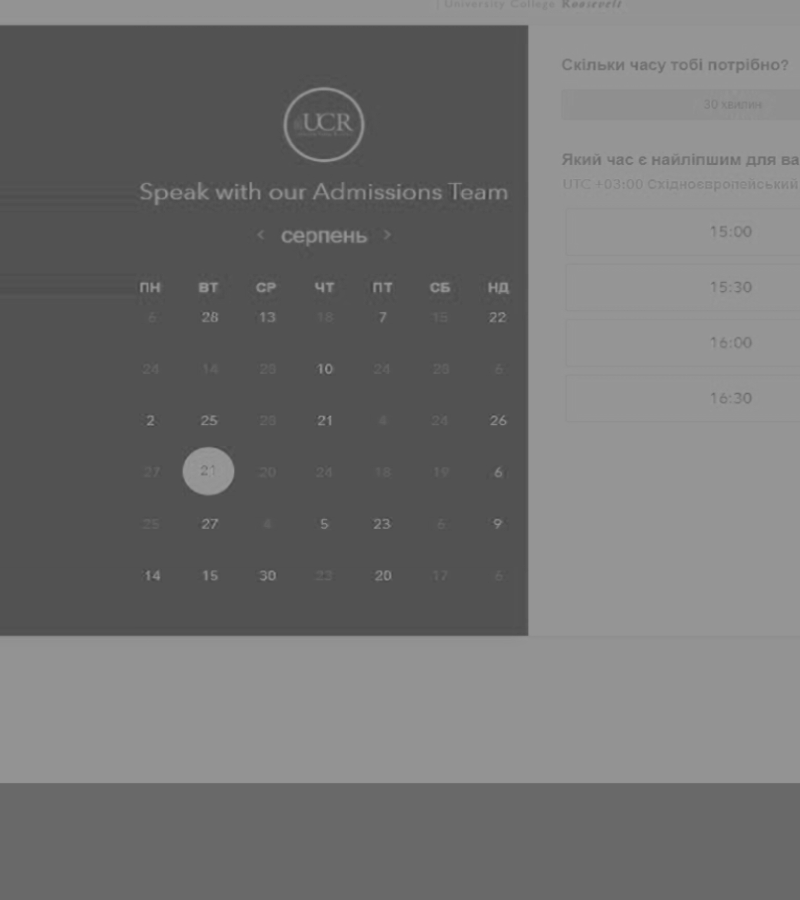 | University College Roosevelt
UCR
Speak with our Admissions Team
< серпень >
ПН ВТ СР ЧТ ПТ СБ НД
6 28 13 18 7 15 22
24 14 28 10 24 20 6
2 25 20 21 4 24 26
27 21 20 24 18 19 6
25 27 4 5 23 6 9
14 15 30 23 20 17 6
Скільки часу тобі потрібно?
30 хвилин
Який час є найліпшим для ва
UTC +03:00 Східноєвропейський
15:00
15:30
16:00
16:30